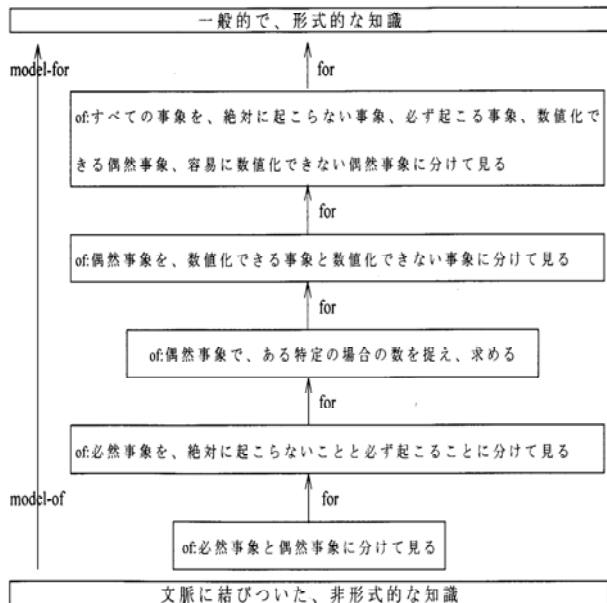 一般的で、形式的な知識
model-for
for
of:すべての事象を、絶対に起こらない事象、必ず起こる事象、数値化で
きる偶然事象、容易に数値化できない偶然事象に分けて見る
for
of:偶然事象を、数値化できる事象と数値化できない事象に分けて見る
for
of:偶然事象で、ある特定の場合の数を捉え、求める
for
of:必然事象を、絶対に起こらないことと必ず起こることに分けて見る
model-of
for
of:必然事象と偶然事象に分けて見る
文脈に結びついた、非形式的な知識